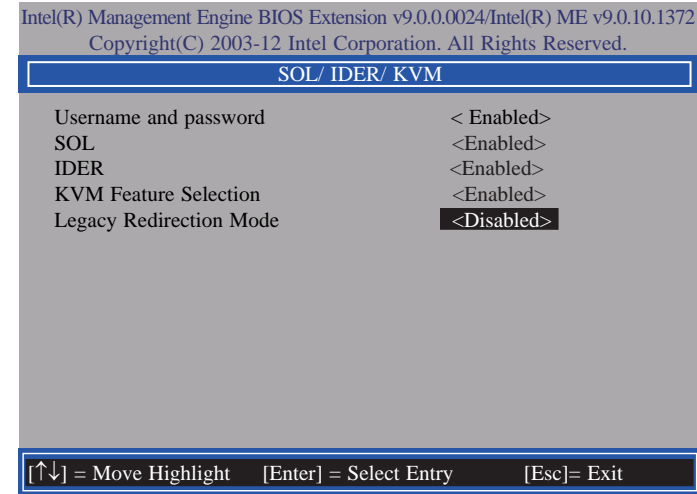 Intel(R) Management Engine BIOS Extension v9.0.0.0024/Intel(R) ME v9.0.10.1372
Copyright(C) 2003-12 Intel Corporation. All Rights Reserved.
SOL/ IDER/ KVM
Username and password < Enabled>
SOL <Enabled>
IDER <Enabled>
KVM Feature Selection <Enabled>
Legacy Redirection Mode <Disabled>
[↑↓] = Move Highlight [Enter] = Select Entry [Esc]= Exit